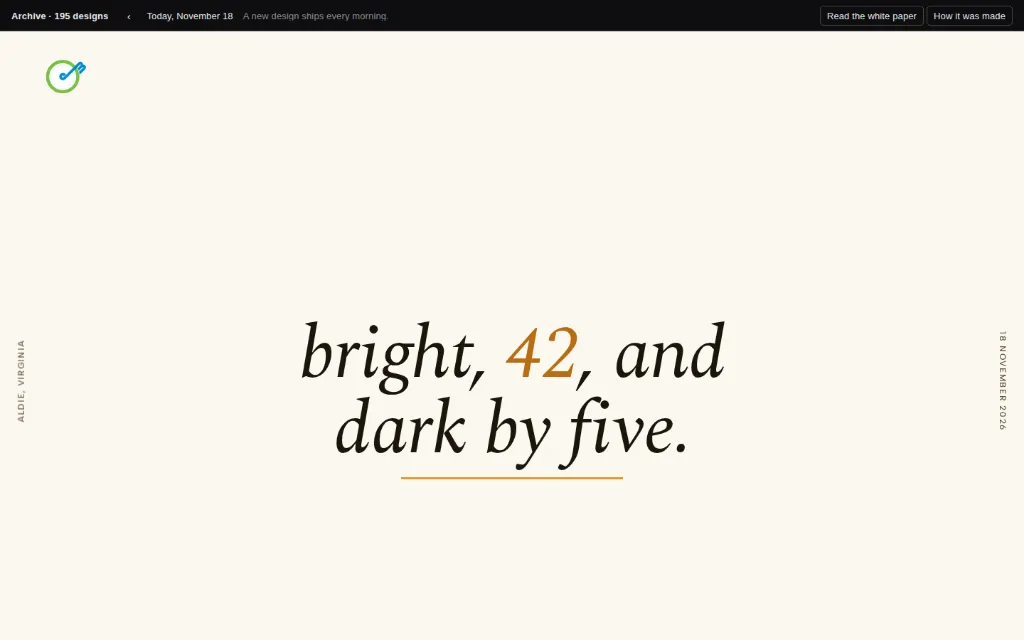 Archive · 195 designs ‹ Today, November 18 A new design ships every morning. Read the white paper How it was made
ALDIE, VIRGINIA
bright, 42, and
dark by five.
18 NOVEMBER 2026